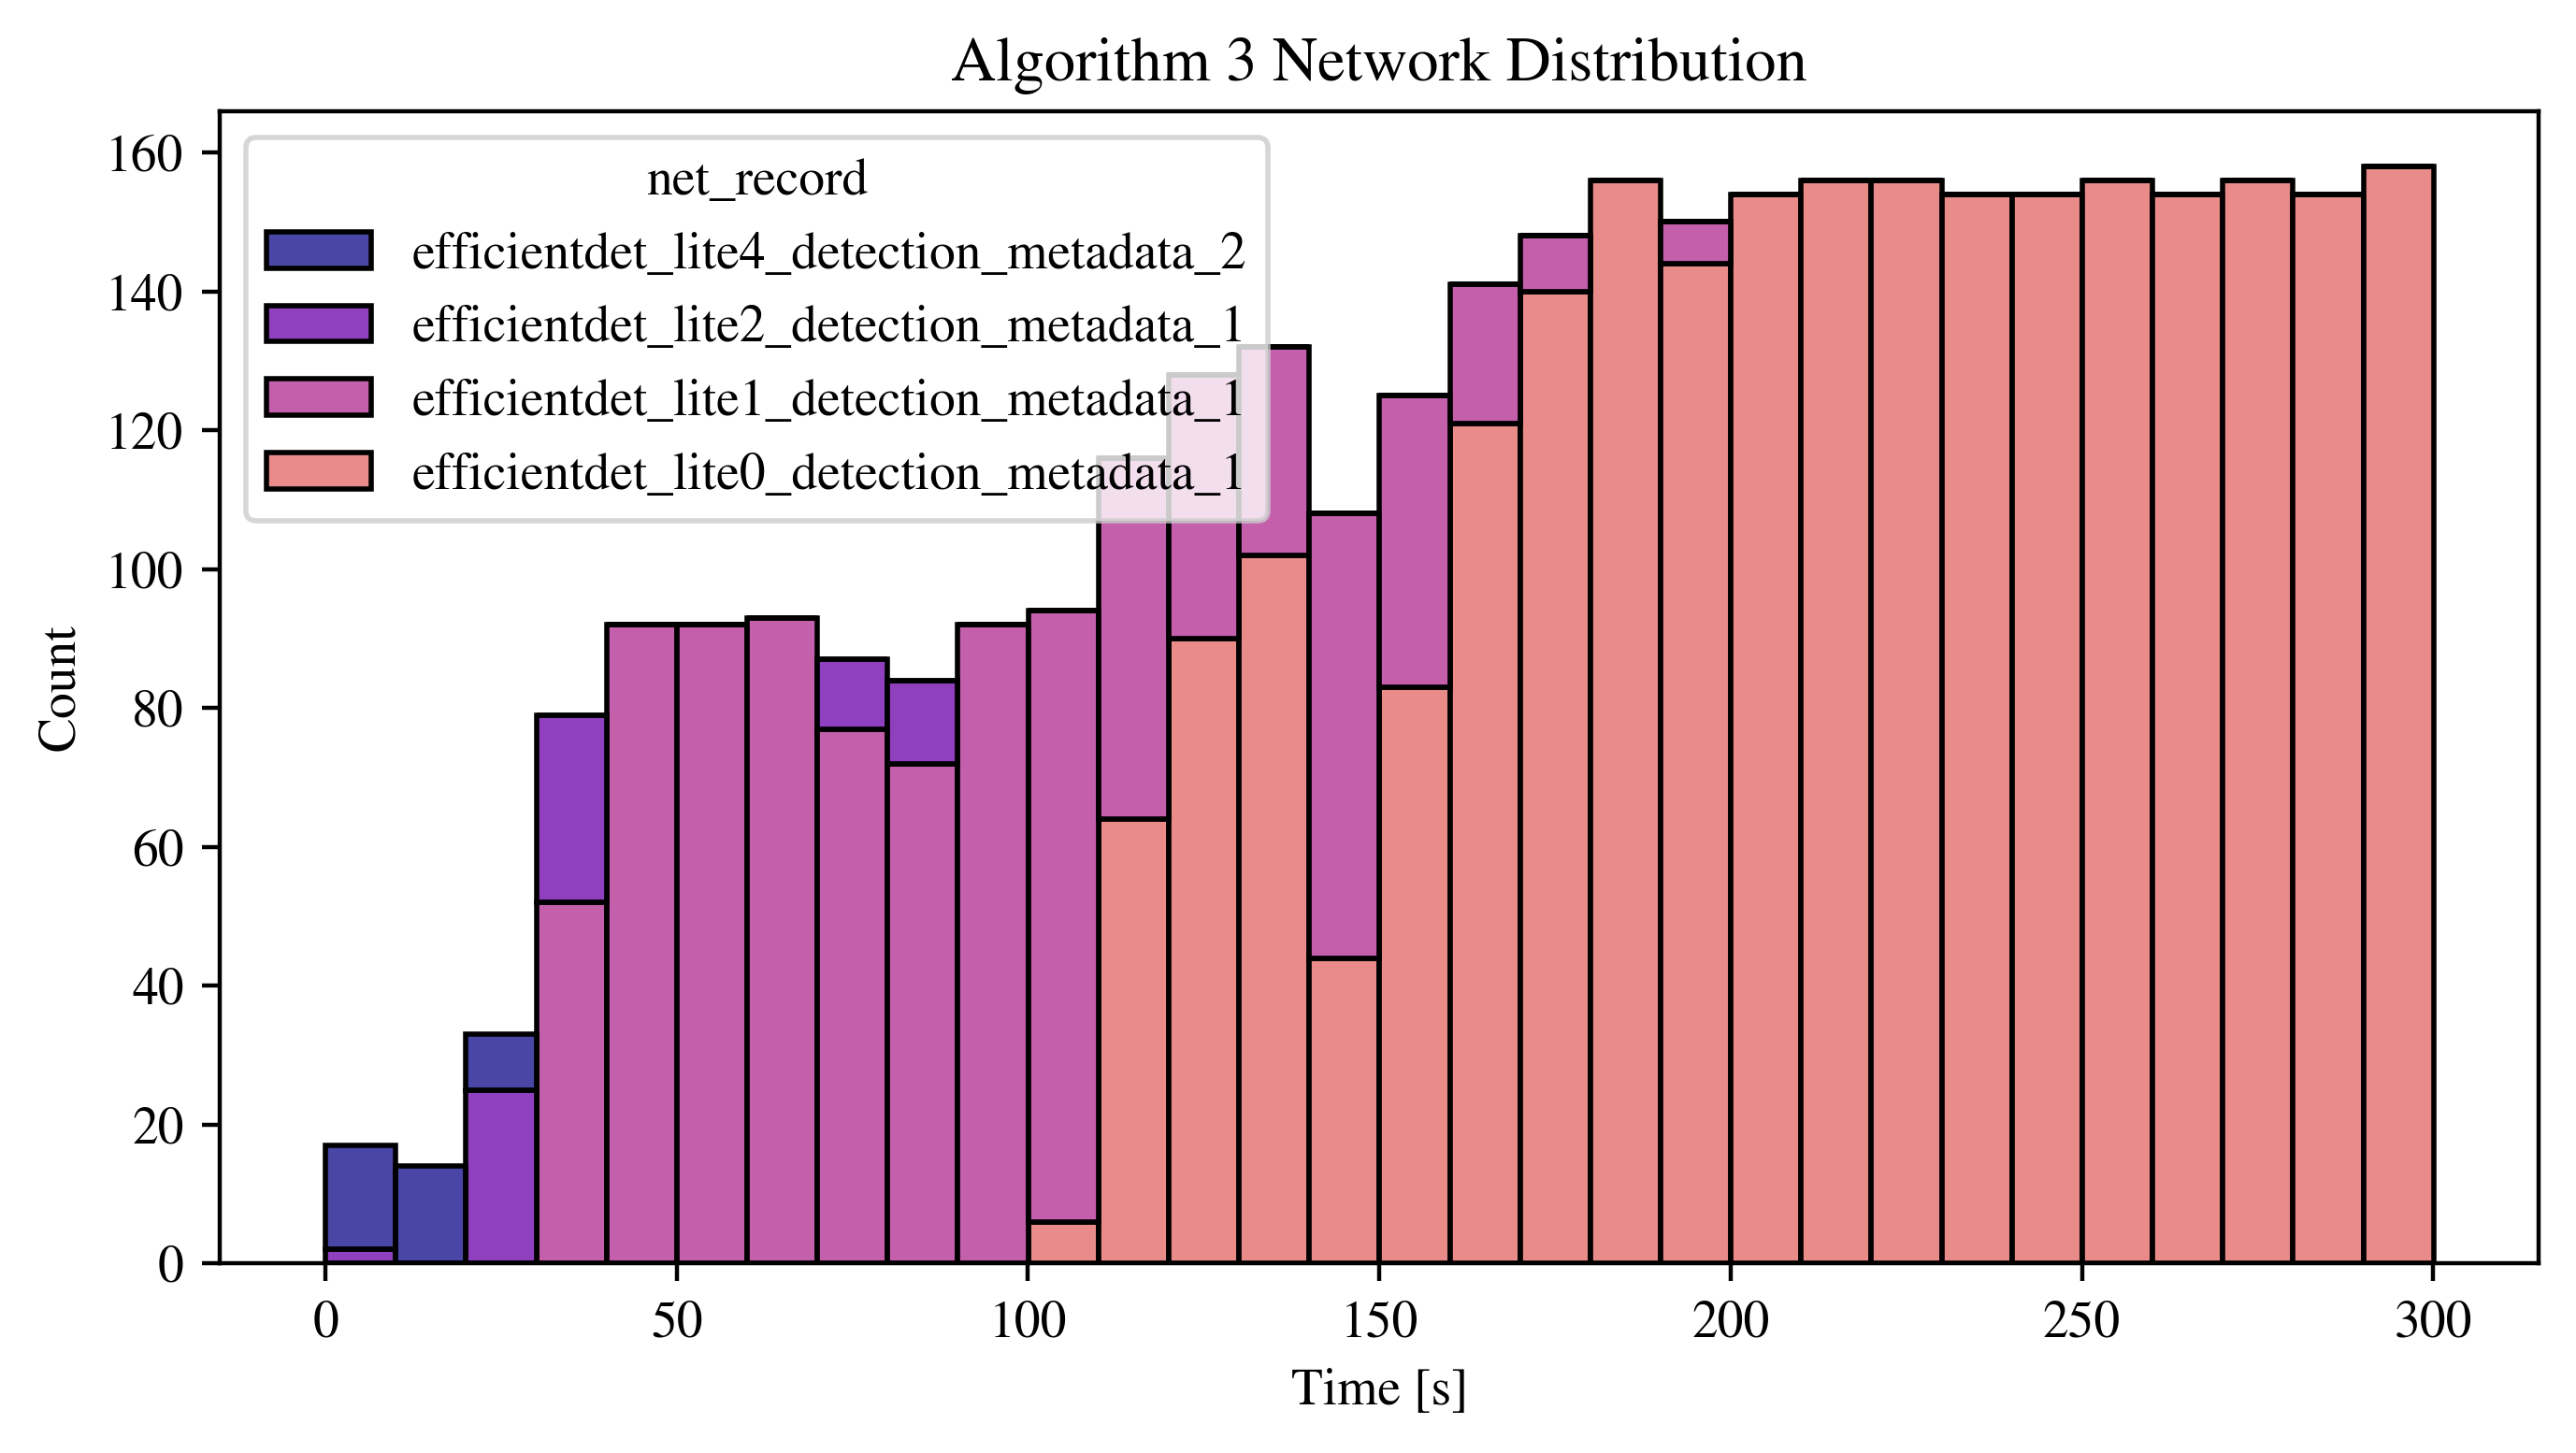 Algorithm 3 Network Distribution
net_record
efficientdet_lite4_detection_metadata_2
efficientdet_lite2_detection_metadata_1
efficientdet_lite1_detection_metadata_1
efficientdet_lite0_detection_metadata_1
Count
160
140
120
100
80
60
40
20
0
0 50 100 150 200 250 300
Time [s]